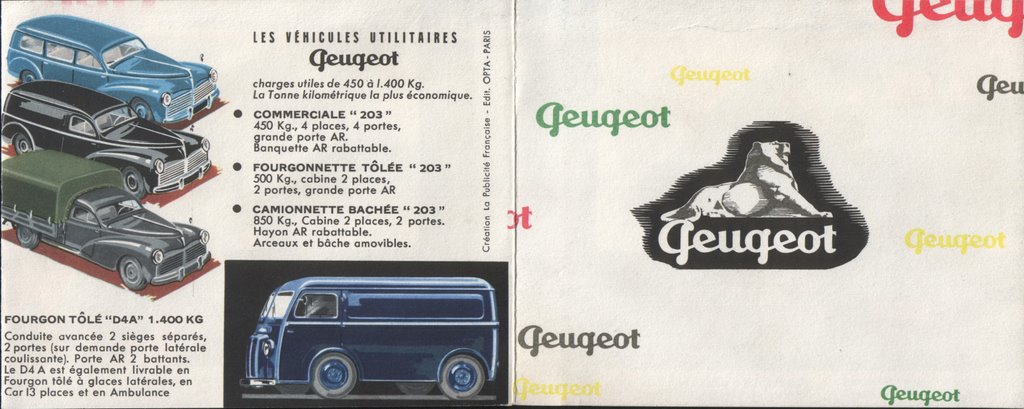 LES VÉHICULES UTILITAIRES
Peugeot
charges utiles de 450 à 1.400 Kg.
La Tonne kilométrique la plus économique.
● COMMERCIALE "203"
450 Kg., 4 places, 4 portes,
grande porte AR.
Banquette AR rabattable.
● FOURGONNETTE TÔLÉE "203"
500 Kg., cabine 2 places,
2 portes, grande porte AR
● CAMIONNETTE BACHÉE "203"
850 Kg., Cabine 2 places, 2 portes.
Hayon AR rabattable.
Arceaux et bâche amovibles.
Création La Publicité Française - Edit. OPTA - PARIS
FOURGON TÔLÉ "D4A" 1.400 KG
Conduite avancée 2 sièges séparés,
2 portes (sur demande porte latérale
coulissante). Porte AR 2 battants.
Le D4 A est également livrable en
Fourgon tôlé à glaces latérales, en
Car 13 places et en Ambulance
Peugeot
Peugeot
Peu
Peugeot
Peugeot
ot
Peugeot
Peugeot
Peugeot
Peugeot